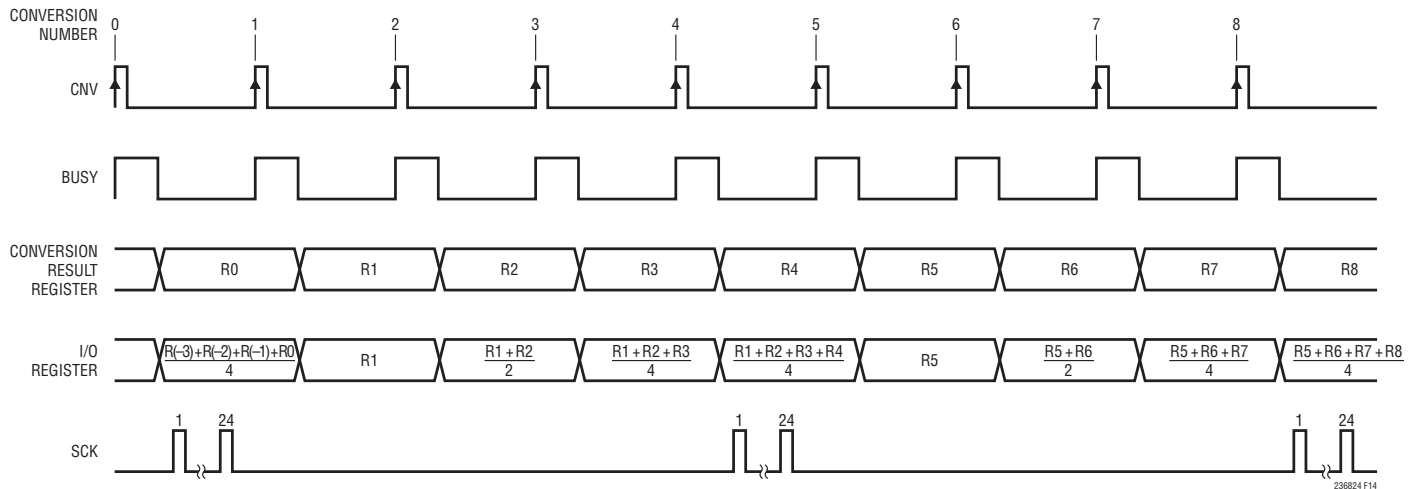 CONVERSION
NUMBER
0 1 2 3 4 5 6 7 8
CNV
BUSY
CONVERSION
RESULT
REGISTER
R0 R1 R2 R3 R4 R5 R6 R7 R8
I/O
REGISTER
R(–3)+R(–2)+R(–1)+R0 R1 R1+R2 R1+R2+R3 R1+R2+R3+R4 R5 R5+R6 R5+R6+R7 R5+R6+R7+R8
4 2 4 4 2 4 4
1 24 1 24 1 24
SCK
236824 F14